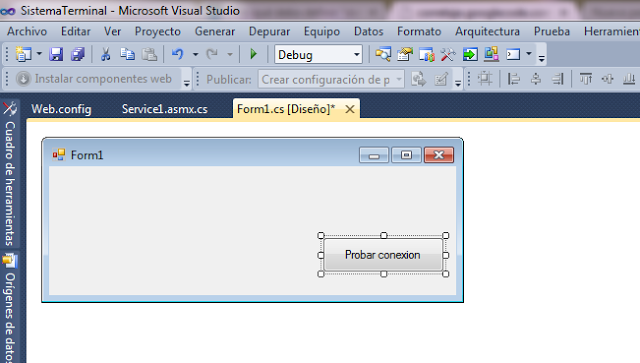 SistemaTerminal - Microsoft Visual Studio
Archivo Editar Ver Proyecto Generar Depurar Equipo Datos Formato Arquitectura Prueba Herramien
Debug
Instalar componentes web Publicar: Crear configuración de p
Web.config Service1.asmx.cs Form1.cs [Diseño]*
Cuadro de herramientas
Orígenes de datos
Form1
Probar conexion